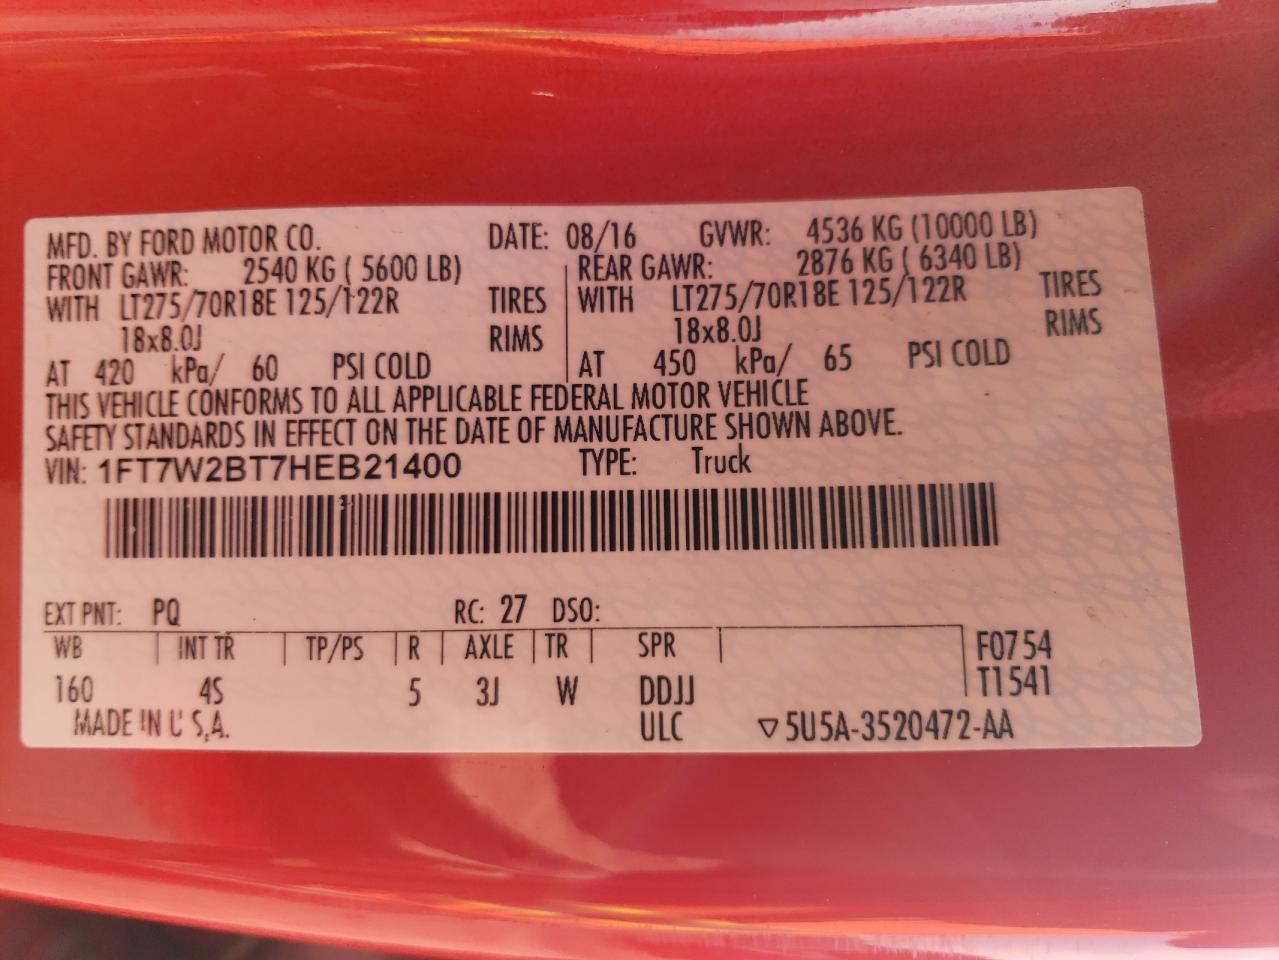 MFD. BY FORD MOTOR CO. DATE: 08/16 GVWR: 4536 KG (10000 LB)
FRONT GAWR: 2540 KG ( 5600 LB) REAR GAWR: 2876 KG ( 6340 LB)
WITH LT275/70R18E 125/122R TIRES WITH LT275/70R18E 125/122R TIRES
18x8.0J RIMS 18x8.0J RIMS
AT 420 kPa/ 60 PSI COLD AT 450 kPa/ 65 PSI COLD
THIS VEHICLE CONFORMS TO ALL APPLICABLE FEDERAL MOTOR VEHICLE
SAFETY STANDARDS IN EFFECT ON THE DATE OF MANUFACTURE SHOWN ABOVE.
VIN: 1FT7W2BT7HEB21400 TYPE: Truck
EXT PNT: PQ RC: 27 DSO:
WB INT TR TP/PS R AXLE TR SPR F0754
160 4S 5 3J W DDJJ T1541
MADE IN U.S.A. ULC ▽5U5A-3520472-AA